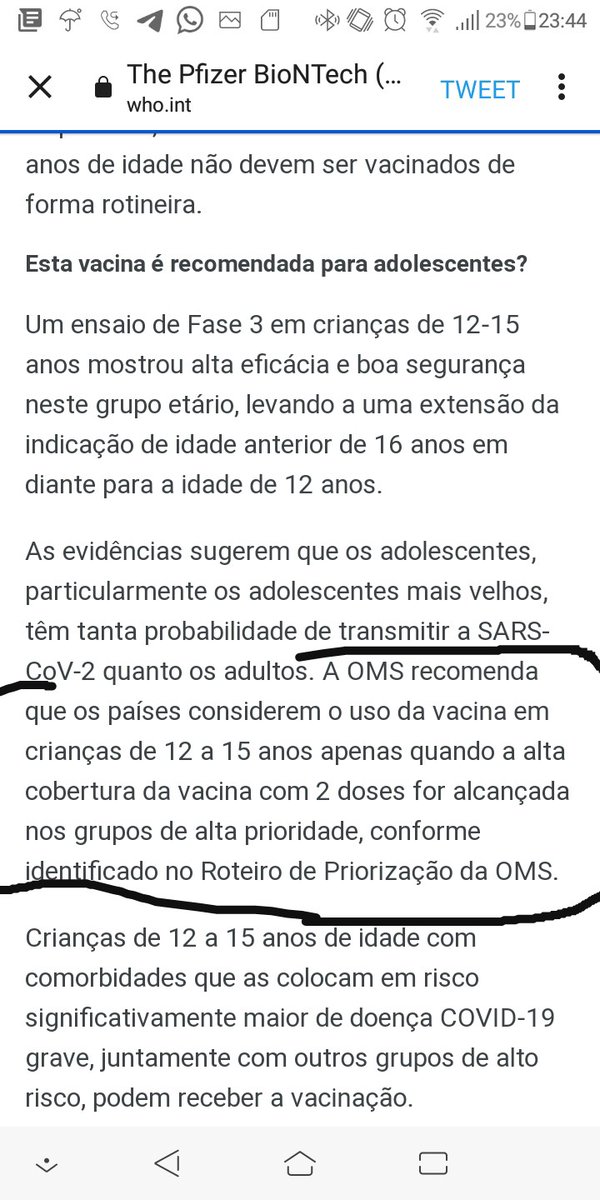 23% 23:44
The Pfizer BioNTech (...
who.int
TWEET
anos de idade não devem ser vacinados de
forma rotineira.
Esta vacina é recomendada para adolescentes?
Um ensaio de Fase 3 em crianças de 12-15
anos mostrou alta eficácia e boa segurança
neste grupo etário, levando a uma extensão da
indicação de idade anterior de 16 anos em
diante para a idade de 12 anos.
As evidências sugerem que os adolescentes,
particularmente os adolescentes mais velhos,
têm tanta probabilidade de transmitir a SARS-
CoV-2 quanto os adultos. A OMS recomenda
que os países considerem o uso da vacina em
crianças de 12 a 15 anos apenas quando a alta
cobertura da vacina com 2 doses for alcançada
nos grupos de alta prioridade, conforme
identificado no Roteiro de Priorização da OMS.
Crianças de 12 a 15 anos de idade com
comorbidades que as colocam em risco
significativamente maior de doença COVID-19
grave, juntamente com outros grupos de alto
risco, podem receber a vacinação.